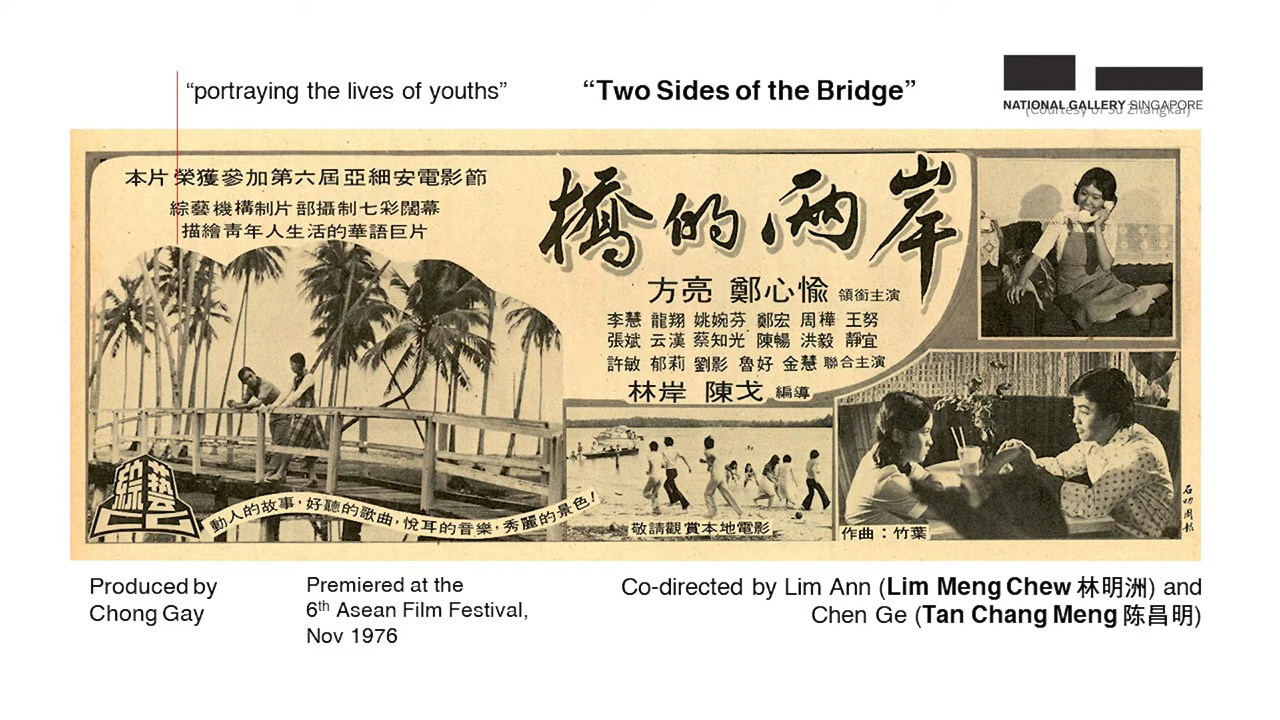 “portraying the lives of youths”
“Two Sides of the Bridge”
NATIONAL GALLERY SINGAPORE
(Courtesy of Su Zhangkai)
本片榮獲參加第六屆亞細安電影節
綜藝機構制片部攝制七彩闊幕
描繪青年人生活的華語巨片
橋的兩岸
方亮 鄭心愉 領銜主演
李慧 龍翔 姚婉芬 鄭宏 周樺 王努
張斌 云漢 蔡知光 陳暢 洪毅 靜宜
許敏 郁莉 劉影 魯好 金慧 聯合主演
林岸 陳戈 編導
綜藝
動人的故事，好聽的歌曲，悅耳的音樂，秀麗的景色！
敬請觀賞本地電影
作曲：竹葉
Produced by
Chong Gay
Premiered at the
6th Asean Film Festival,
Nov 1976
Co-directed by Lim Ann (Lim Meng Chew 林明洲) and
Chen Ge (Tan Chang Meng 陈昌明)